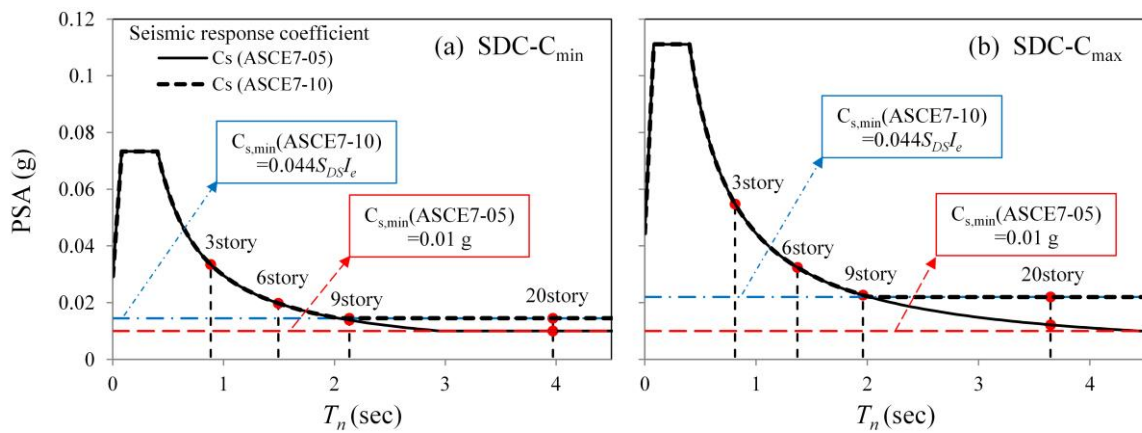 0.12
0.1
0.08
0.06
0.04
0.02
0
PSA (g)
Seismic response coefficient
Cs (ASCE7-05)
Cs (ASCE7-10)
(a) SDC-Cmin
Cs,min(ASCE7-10)
=0.044SDSIe
Cs,min(ASCE7-05)
=0.01 g
3story
6story
9story
20story
0 1 2 3 4
Tn (sec)
(b) SDC-Cmax
Cs,min(ASCE7-10)
=0.044SDSIe
Cs,min(ASCE7-05)
=0.01 g
3story
6story
9story
20story
0 1 2 3 4
Tn (sec)